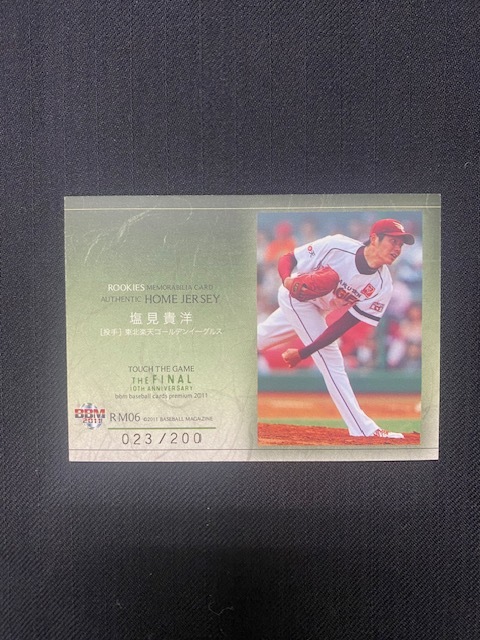 ROOKIES MEMORABILIA CARD
AUTHENTIC HOME JERSEY
塩見貴洋
[投手] 東北楽天ゴールデンイーグルス
TOUCH THE GAME
THE FINAL
10TH ANNIVERSARY
bbm baseball cards premium 2011
BBM
2011
RM06 ©2011 BASEBALL MAGAZINE
023/200